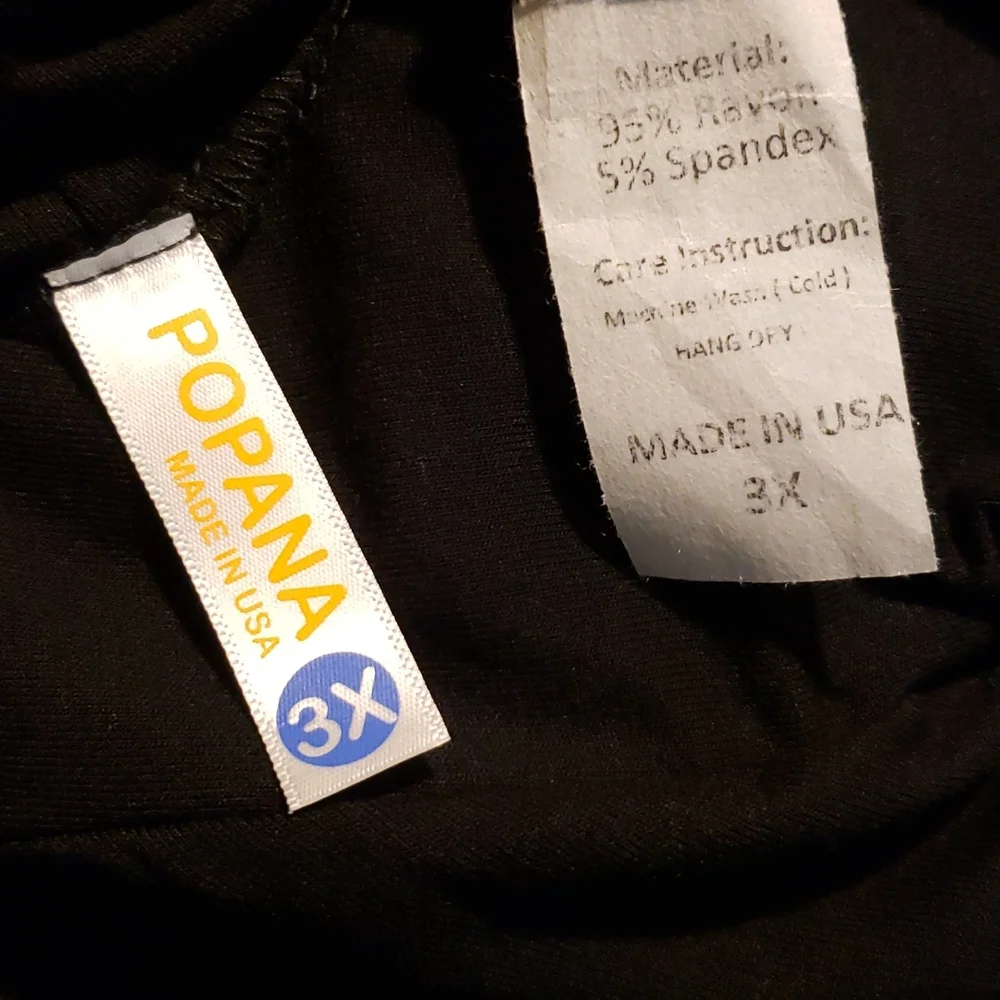 POPANA
MADE IN USA
3X
Material:
95% Rayon
5% Spandex
Care Instruction:
Machine Wash ( Cold )
HANG DRY
MADE IN USA
3X